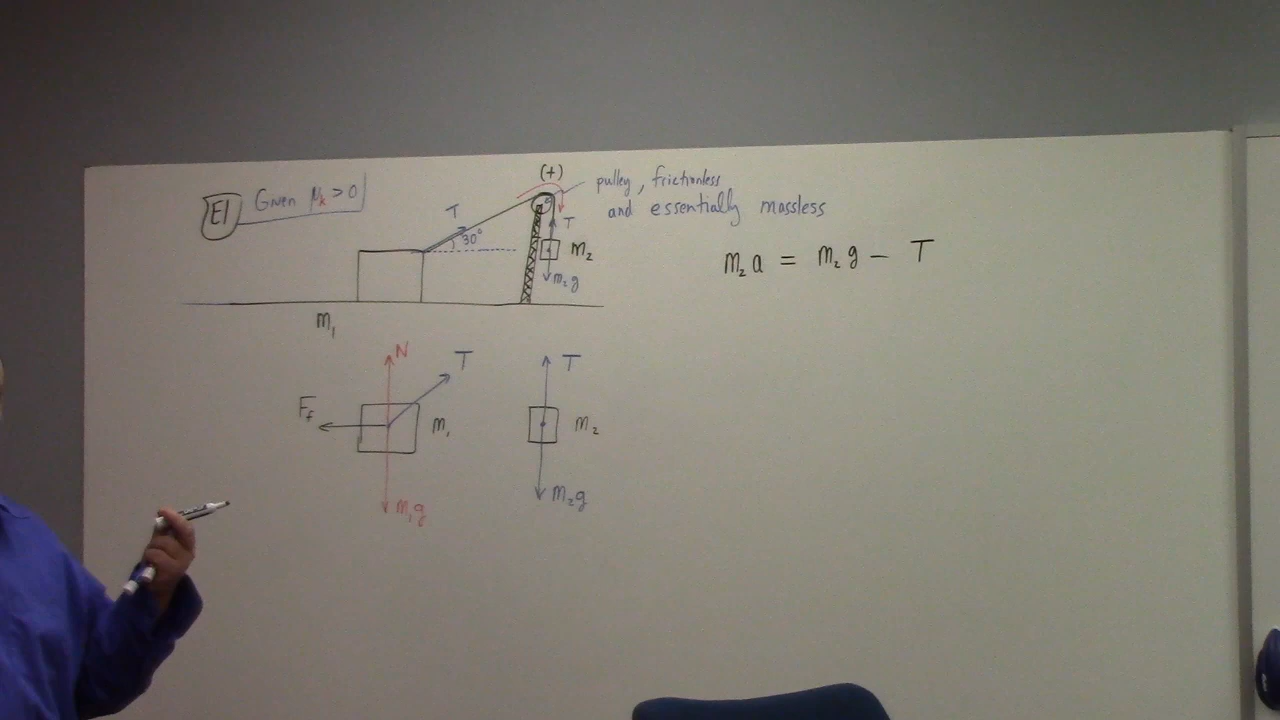 E1 Given μₖ > 0
(+)
pulley, frictionless
and essentially massless
T
30°
T
m₂
m₂g
m₂a = m₂g − T
m₁
N
T
F_f
m₁
m₁g
T
m₂
m₂g